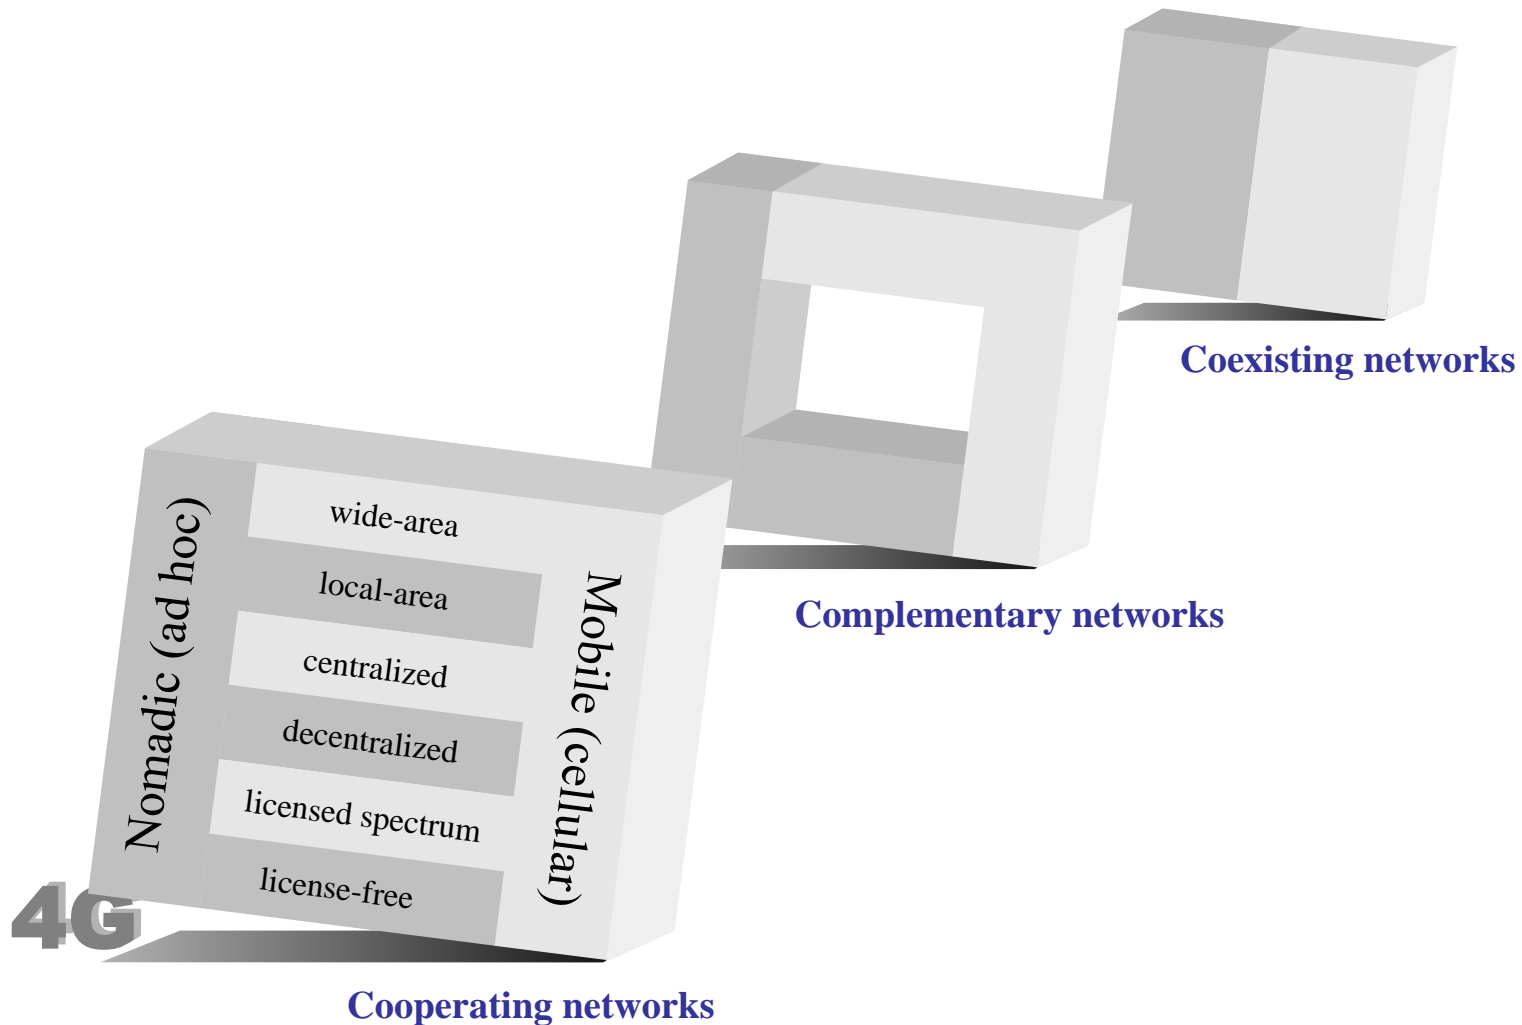 Coexisting networks
Complementary networks
Nomadic (ad hoc)
wide-area
local-area
centralized
decentralized
licensed spectrum
license-free
Mobile (cellular)
4G
Cooperating networks